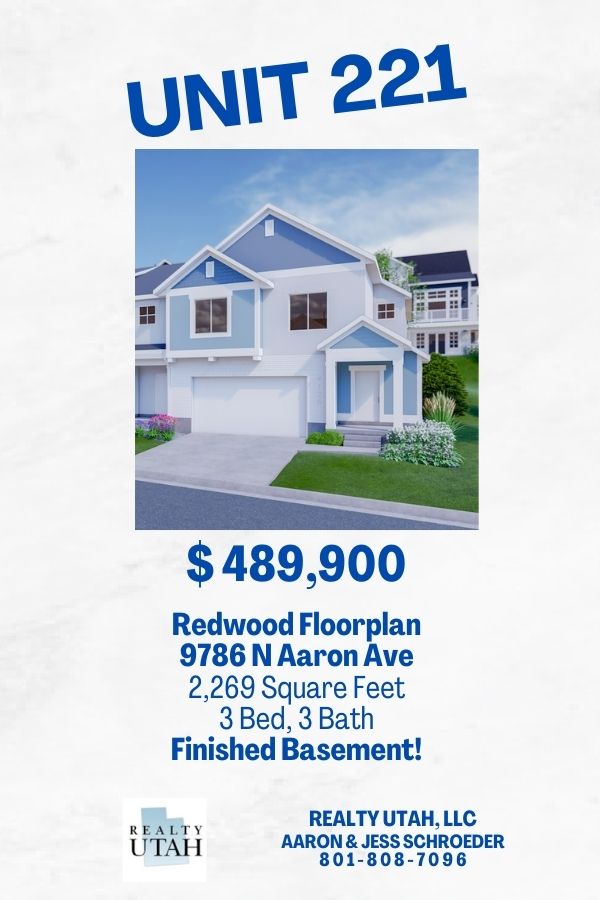 UNIT 221
$ 489,900
Redwood Floorplan
9786 N Aaron Ave
2,269 Square Feet
3 Bed, 3 Bath
Finished Basement!
REALTY
UTAH
REALTY UTAH, LLC
AARON & JESS SCHROEDER
801-808-7096